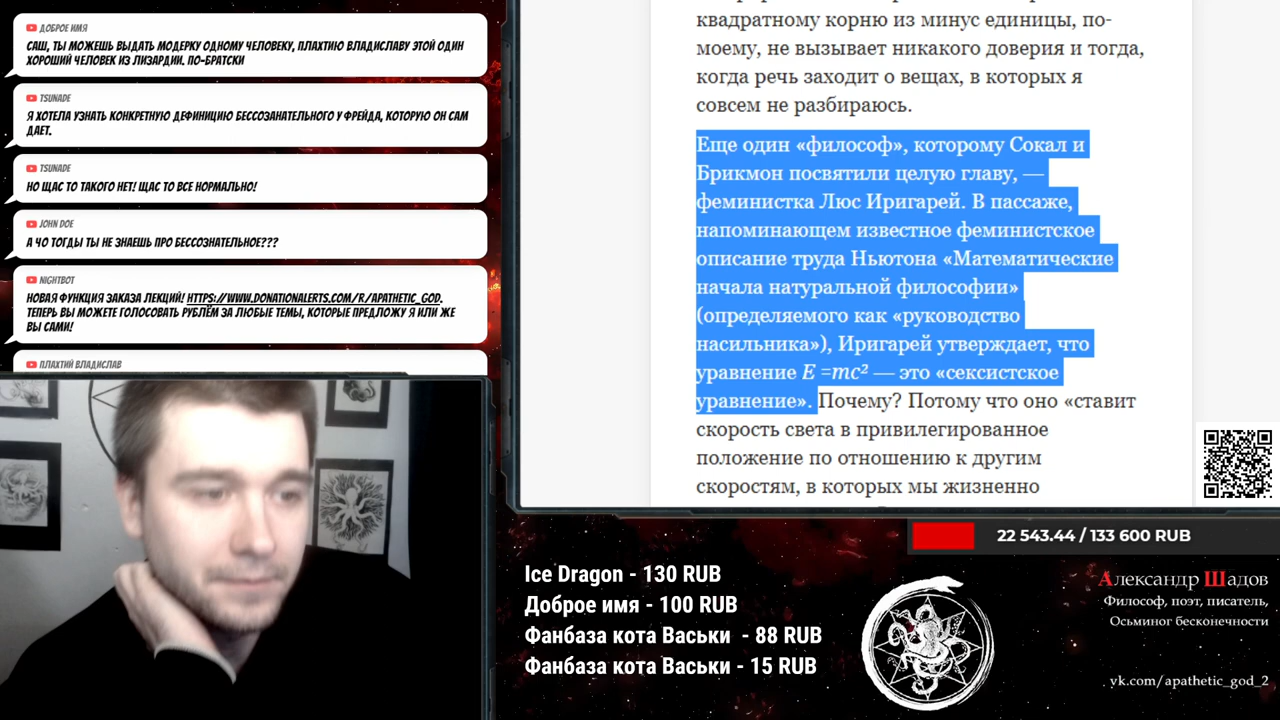 ДОБРОЕ ИМЯ
САШ, ТЫ МОЖЕШЬ ВЫДАТЬ МОДЕРКУ ОДНОМУ ЧЕЛОВЕКУ, ПЛАХТИЮ ВЛАДИСЛАВУ ЭТОЙ ОДИН
ХОРОШИЙ ЧЕЛОВЕК ИЗ ЛИЗАРДИИ. ПО-БРАТСКИ
TSUNADE
Я ХОТЕЛА УЗНАТЬ КОНКРЕТНУЮ ДЕФИНИЦИЮ БЕССОЗАНАТЕЛЬНОГО У ФРЕЙДА, КОТОРУЮ ОН САМ
ДАЕТ.
TSUNADE
НО ЩАС ТО ТАКОГО НЕТ! ЩАС ТО ВСЕ НОРМАЛЬНО!
JOHN DOE
А ЧО ТОГДЫ ТЫ НЕ ЗНАЕШЬ ПРО БЕССОЗНАТЕЛЬНОЕ???
NIGHTBOT
НОВАЯ ФУНКЦИЯ ЗАКАЗА ЛЕКЦИЙ! HTTPS://WWW.DONATIONALERTS.COM/R/APATHETIC_GOD.
ТЕПЕРЬ ВЫ МОЖЕТЕ ГОЛОСОВАТЬ РУБЛЁМ ЗА ЛЮБЫЕ ТЕМЫ, КОТОРЫЕ ПРЕДЛОЖУ Я ИЛИ ЖЕ
ВЫ САМИ!
ПЛАХТИЙ ВЛАДИСЛАВ
квадратному корню из минус единицы, по-
моему, не вызывает никакого доверия и тогда,
когда речь заходит о вещах, в которых я
совсем не разбираюсь.
Еще один «философ», которому Сокал и
Брикмон посвятили целую главу, —
феминистка Люс Иригарей. В пассаже,
напоминающем известное феминистское
описание труда Ньютона «Математические
начала натуральной философии»
(определяемого как «руководство
насильника»), Иригарей утверждает, что
уравнение E =mc² — это «сексистское
уравнение». Почему? Потому что оно «ставит
скорость света в привилегированное
положение по отношению к другим
скоростям, в которых мы жизненно
22 543.44 / 133 600 RUB
Ice Dragon - 130 RUB
Доброе имя - 100 RUB
Фанбаза кота Васьки - 88 RUB
Фанбаза кота Васьки - 15 RUB
Александр Шадов
Философ, поэт, писатель,
Осьминог бесконечности
vk.com/apathetic_god_2